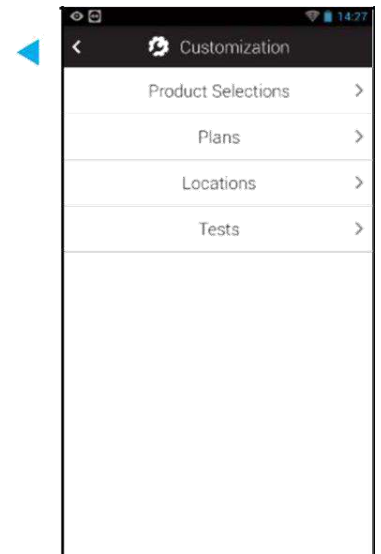 14:27
Customization
Product Selections
Plans
Locations
Tests